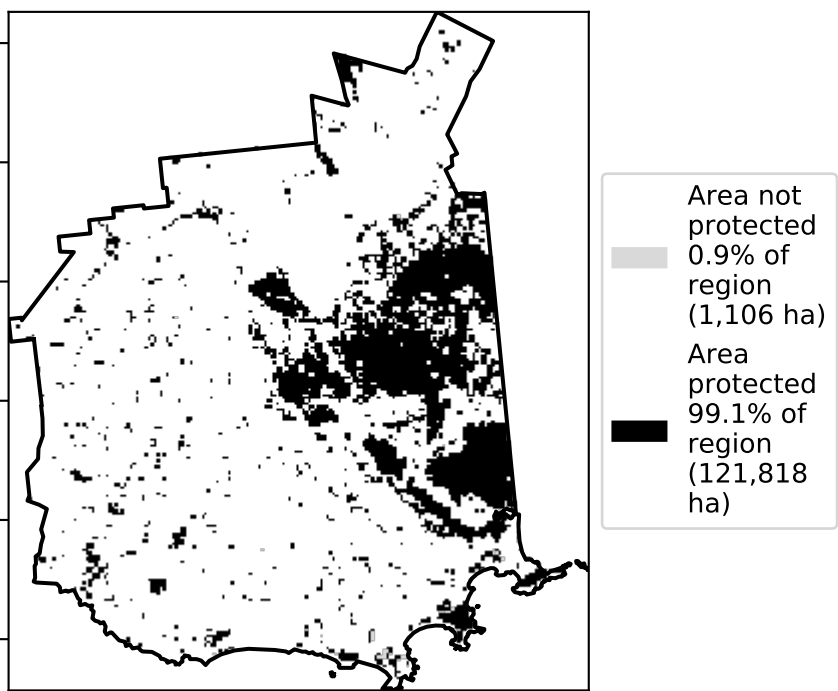 Area not
protected
0.9% of
region
(1,106 ha)
Area
protected
99.1% of
region
(121,818
ha)